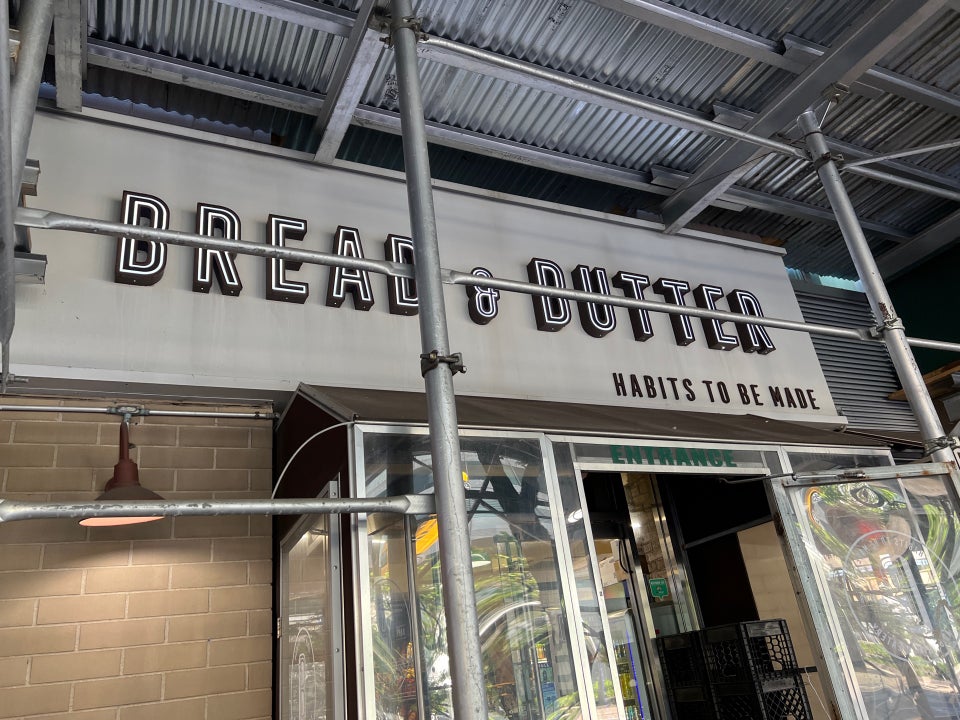 BREAD & BUTTER
HABITS TO BE MADE
ENTRANCE